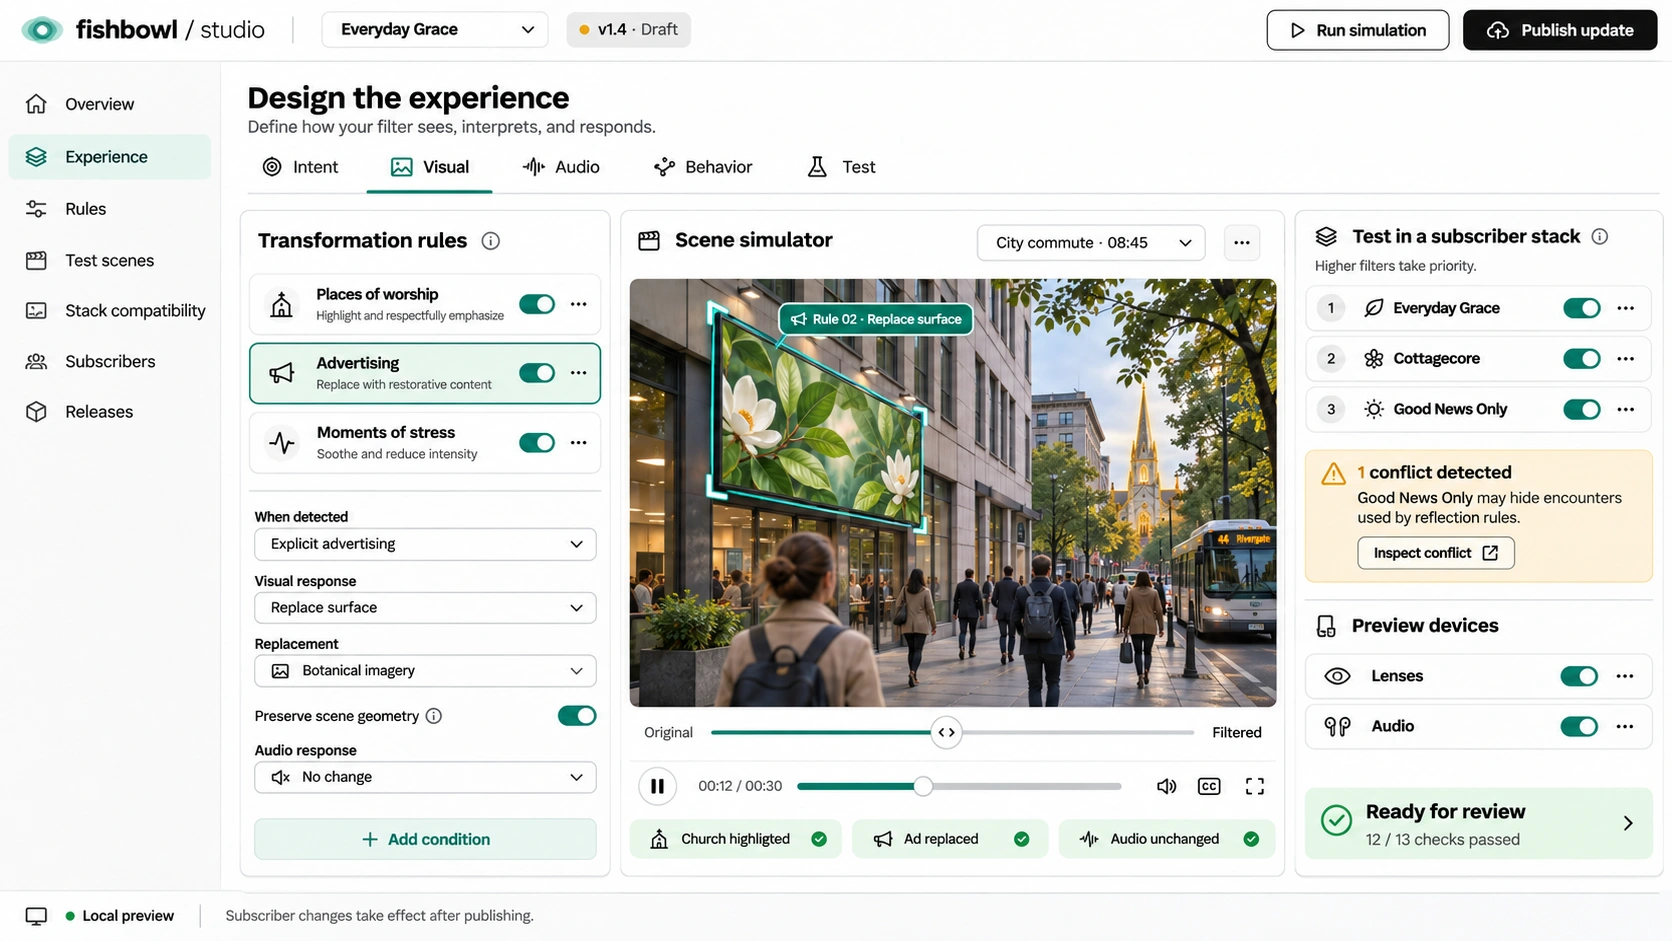 fishbowl / studio
Everyday Grace
v1.4 · Draft
Run simulation
Publish update
Overview
Experience
Rules
Test scenes
Stack compatibility
Subscribers
Releases
Design the experience
Define how your filter sees, interprets, and responds.
Intent
Visual
Audio
Behavior
Test
Transformation rules
Places of worship
Highlight and respectfully emphasize
Advertising
Replace with restorative content
Moments of stress
Soothe and reduce intensity
When detected
Explicit advertising
Visual response
Replace surface
Replacement
Botanical imagery
Preserve scene geometry
Audio response
No change
+ Add condition
Scene simulator
City commute · 08:45
Rule 02 · Replace surface
44 Rivergate
Original
Filtered
00:12 / 00:30
CC
Church highligted
Ad replaced
Audio unchanged
Test in a subscriber stack
Higher filters take priority.
1 Everyday Grace
2 Cottagecore
3 Good News Only
1 conflict detected
Good News Only may hide encounters
used by reflection rules.
Inspect conflict
Preview devices
Lenses
Audio
Ready for review
12 / 13 checks passed
Local preview
Subscriber changes take effect after publishing.